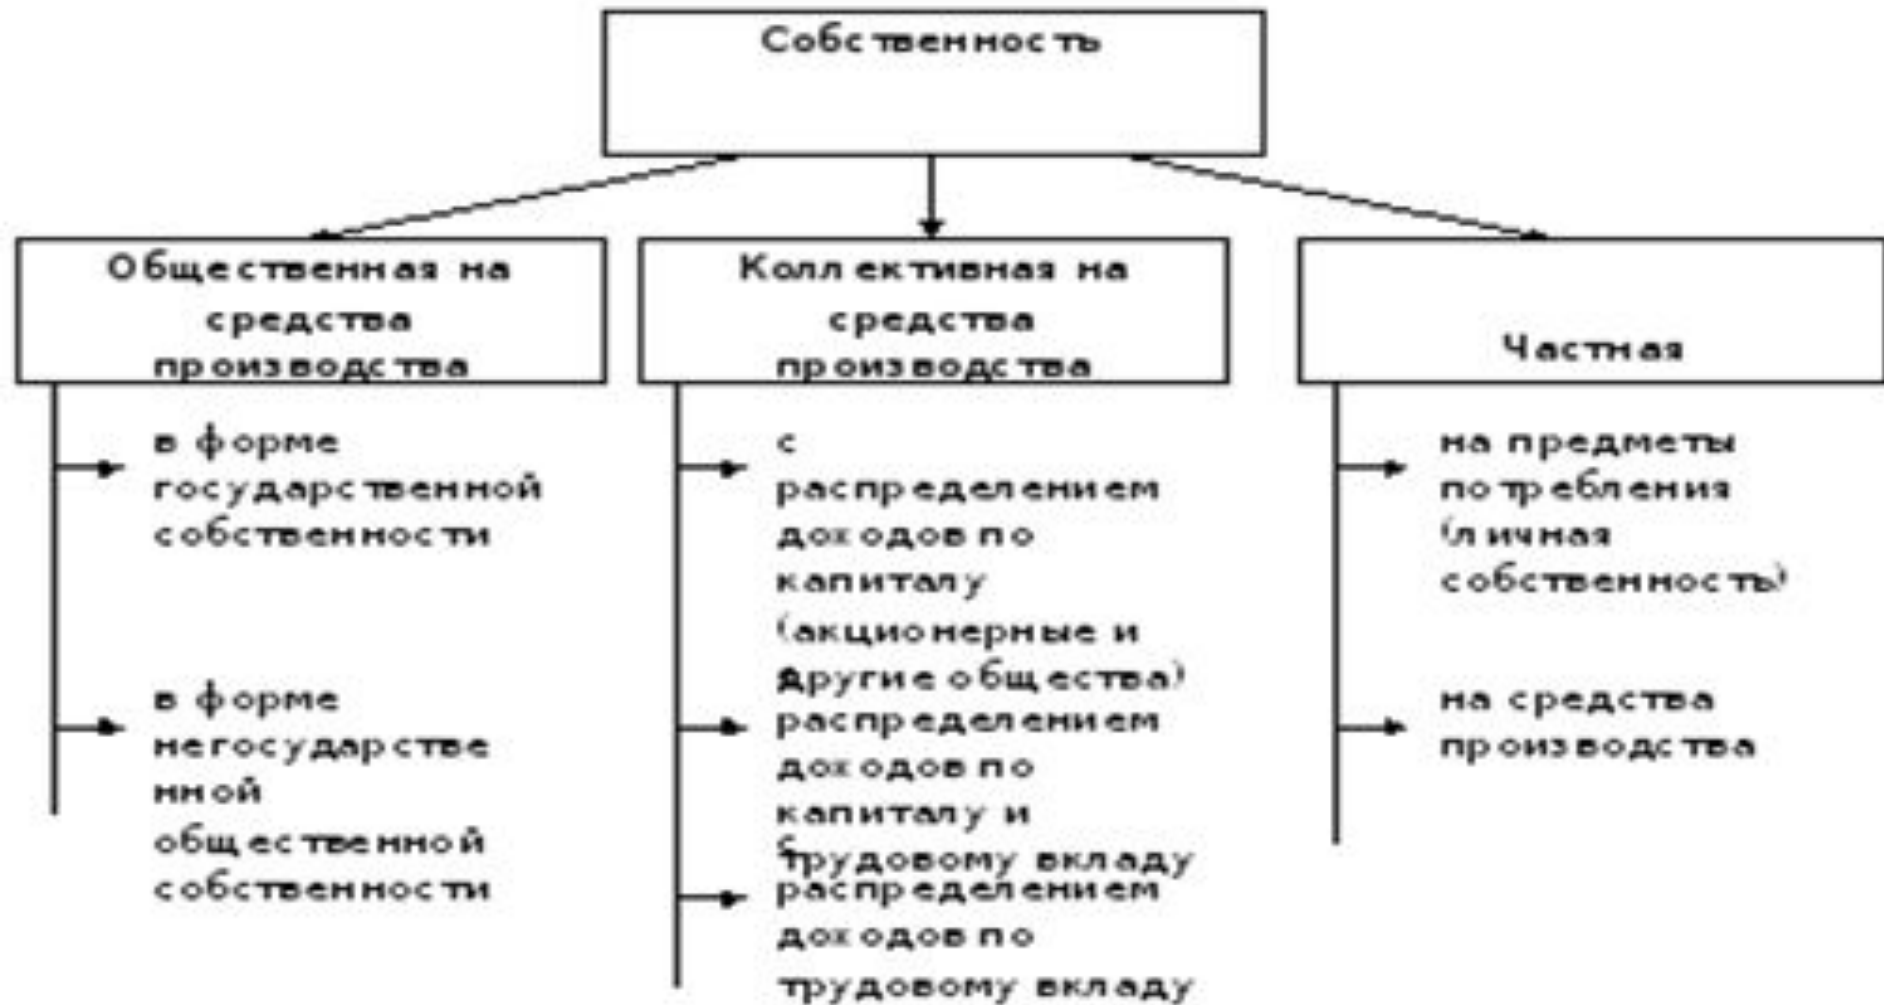 Собственность
Общественная на
средства
производства
в форме
государственной
собственности
в форме
негосударстве
нной
общественной
собственности
Коллективная на
средства
производства
с
распределением
доходов по
капиталу
(акционерные и
другие общества)
с
распределением
доходов по
капиталу и
трудовому вкладу
с
распределением
доходов по
трудовому вкладу
Частная
на предметы
потребления
(личная
собственность)
на средства
производства